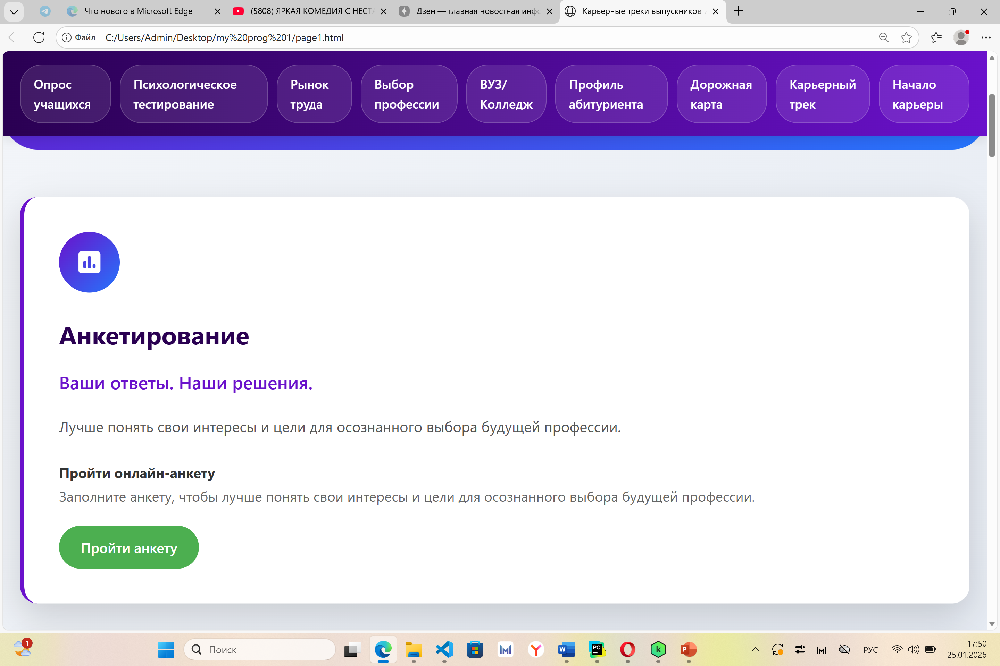 Что нового в Microsoft Edge
(5808) ЯРКАЯ КОМЕДИЯ С НЕСТА
Дзен — главная новостная инфо
Карьерные треки выпускников и
Файл C:/Users/Admin/Desktop/my%20prog%201/page1.html
Опрос
учащихся
Психологическое
тестирование
Рынок
труда
Выбор
профессии
ВУЗ/
Колледж
Профиль
абитуриента
Дорожная
карта
Карьерный
трек
Начало
карьеры
Анкетирование
Ваши ответы. Наши решения.
Лучше понять свои интересы и цели для осознанного выбора будущей профессии.
Пройти онлайн-анкету
Заполните анкету, чтобы лучше понять свои интересы и цели для осознанного выбора будущей профессии.
Пройти анкету
1
Поиск
W
PC
k
P
РУС
17:50
25.01.2026